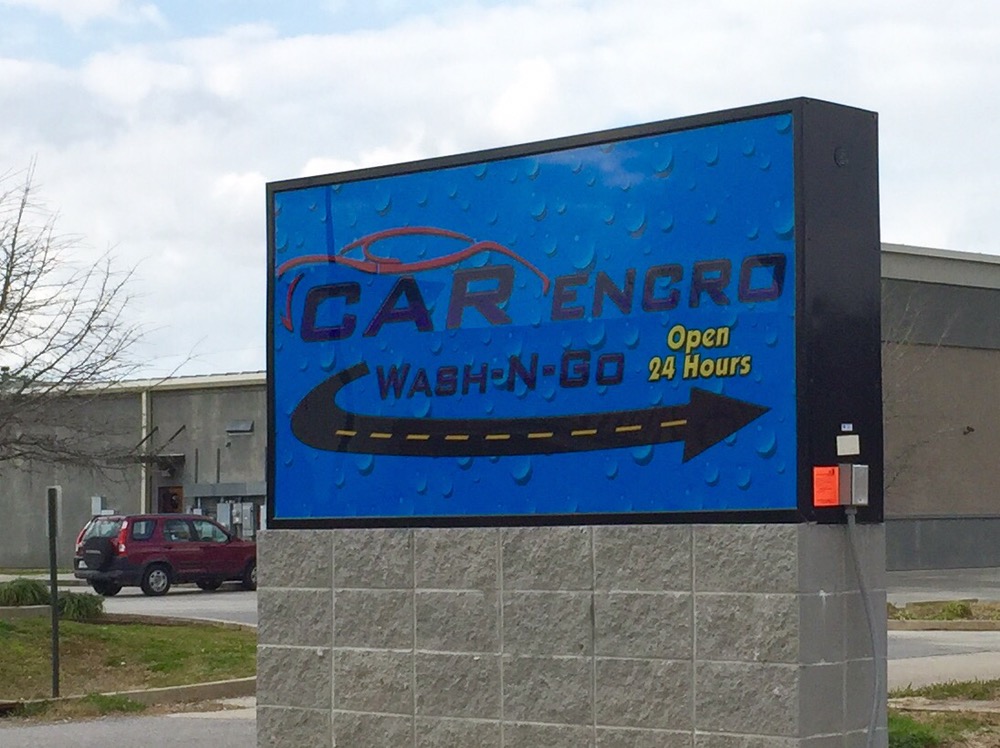 CAR ENCRO
WASH-N-GO
Open
24 Hours